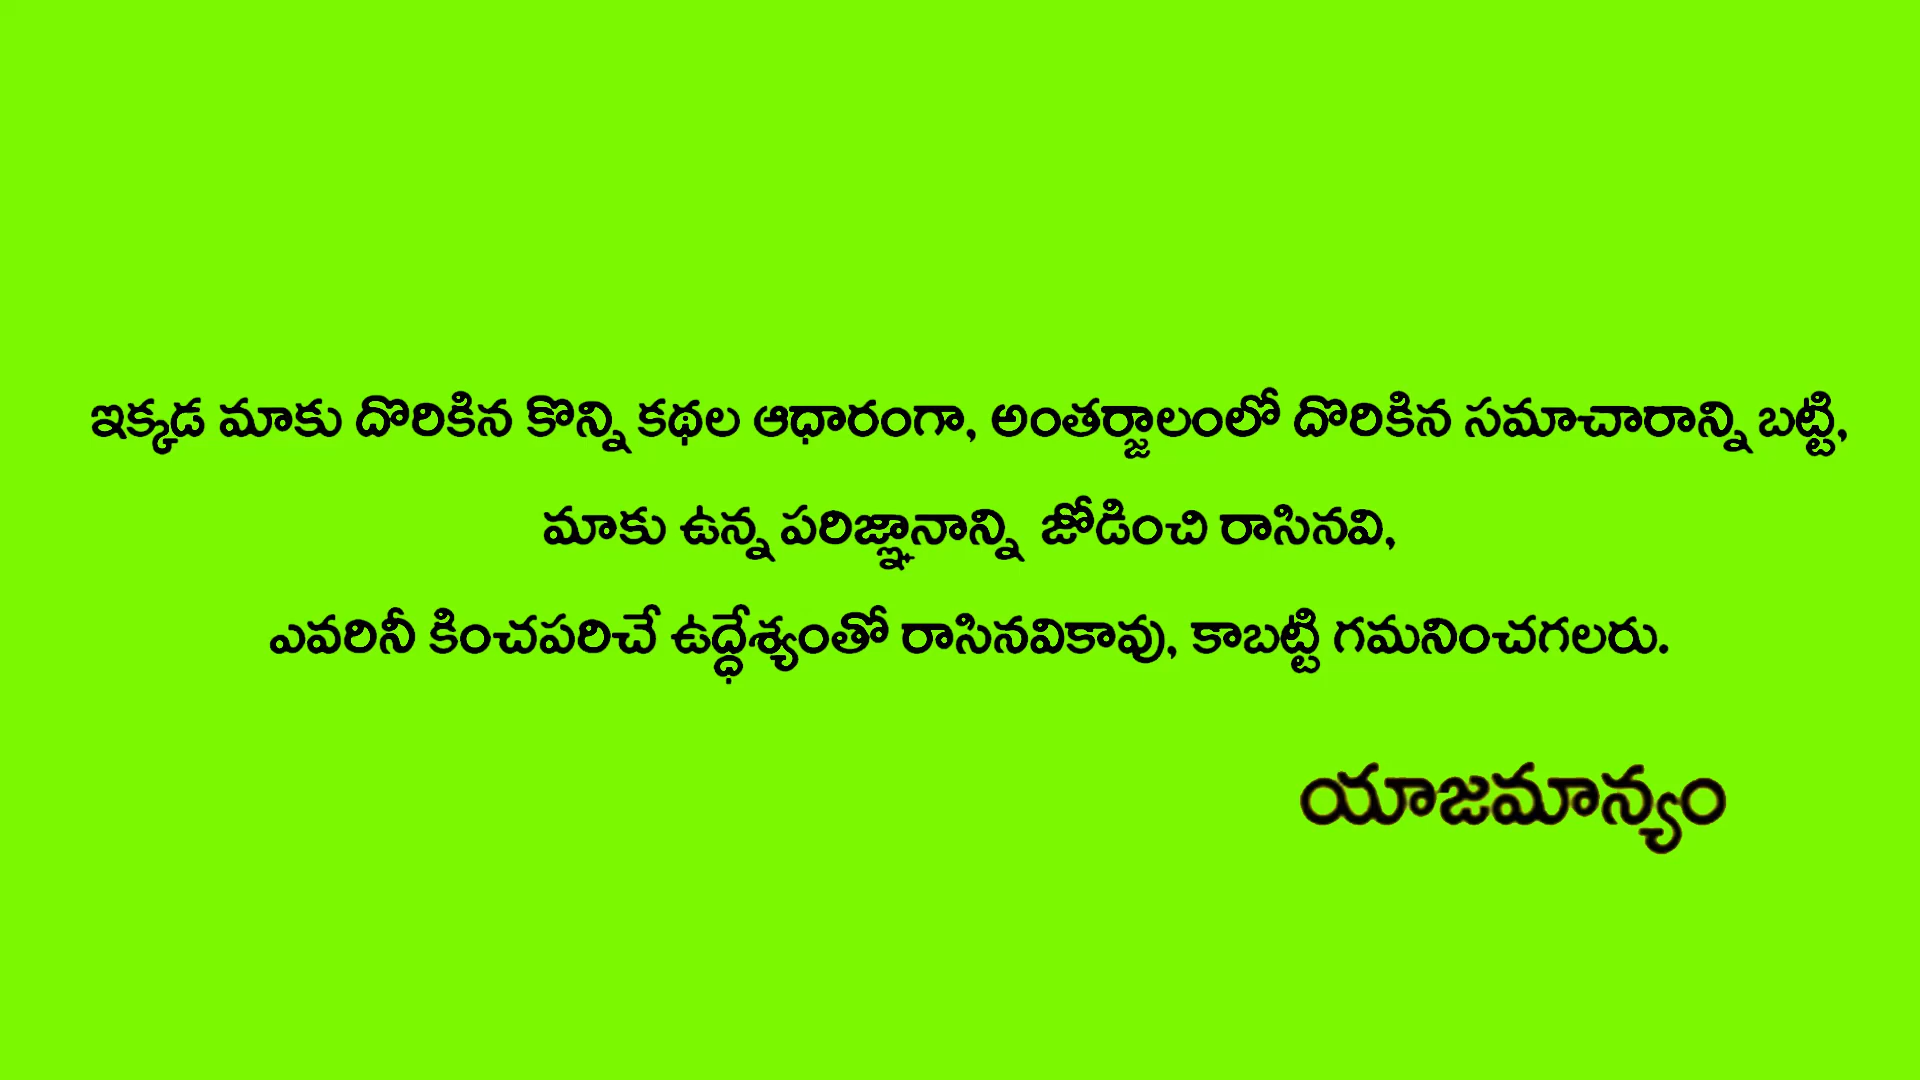 ఇక్కడ మాకు దొరికిన కొన్ని కథల ఆధారంగా, అంతర్జాలంలో దొరికిన సమాచారాన్ని బట్టి,
మాకు ఉన్న పరిజ్ఞానాన్ని జోడించి రాసినవి,
ఎవరినీ కించపరిచే ఉద్ధేశ్యంతో రాసినవికావు, కాబట్టి గమనించగలరు.
యాజమాన్యం